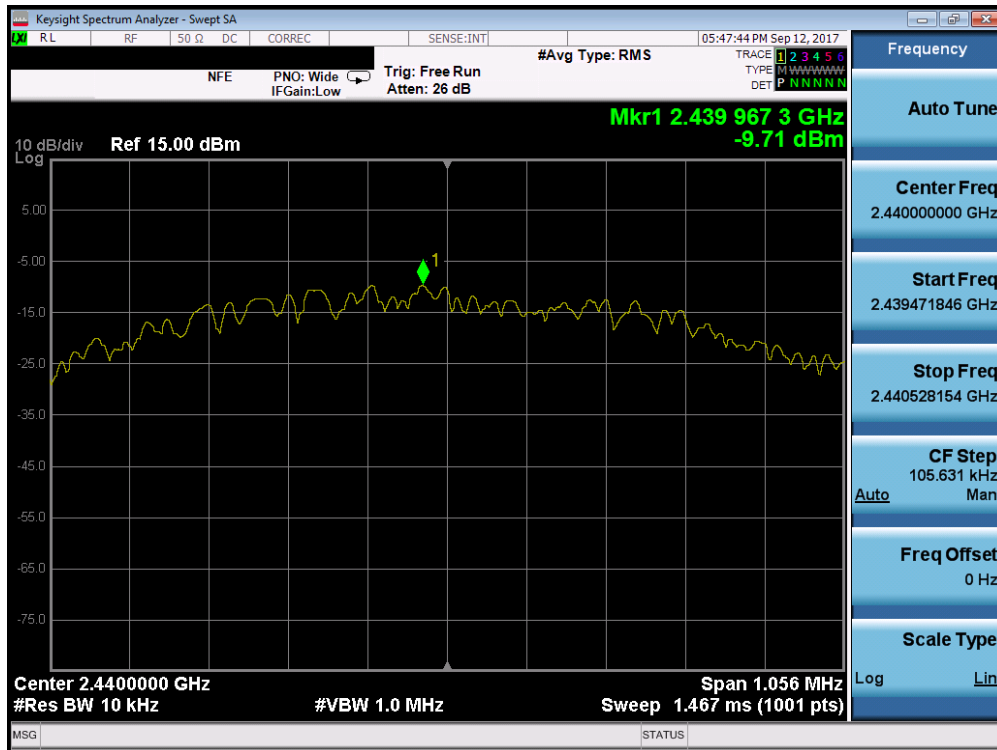 Keysight Spectrum Analyzer - Swept SA
LXI RL RF 50 Ω DC CORREC SENSE:INT 05:47:44 PM Sep 12, 2017
#Avg Type: RMS
TRACE 1 2 3 4 5 6
TYPE M W W W W W
DET P N N N N N
NFE
PNO: Wide
IFGain:Low
Trig: Free Run
Atten: 26 dB
Mkr1 2.439 967 3 GHz
-9.71 dBm
10 dB/div Ref 15.00 dBm
Log
5.00
-5.00
1
-15.0
-25.0
-35.0
-45.0
-55.0
-65.0
-75.0
Center 2.4400000 GHz Span 1.056 MHz
#Res BW 10 kHz #VBW 1.0 MHz Sweep 1.467 ms (1001 pts)
MSG STATUS
Frequency
Auto Tune
Center Freq
2.440000000 GHz
Start Freq
2.439471846 GHz
Stop Freq
2.440528154 GHz
CF Step
105.631 kHz
Auto Man
Freq Offset
0 Hz
Scale Type
Log Lin